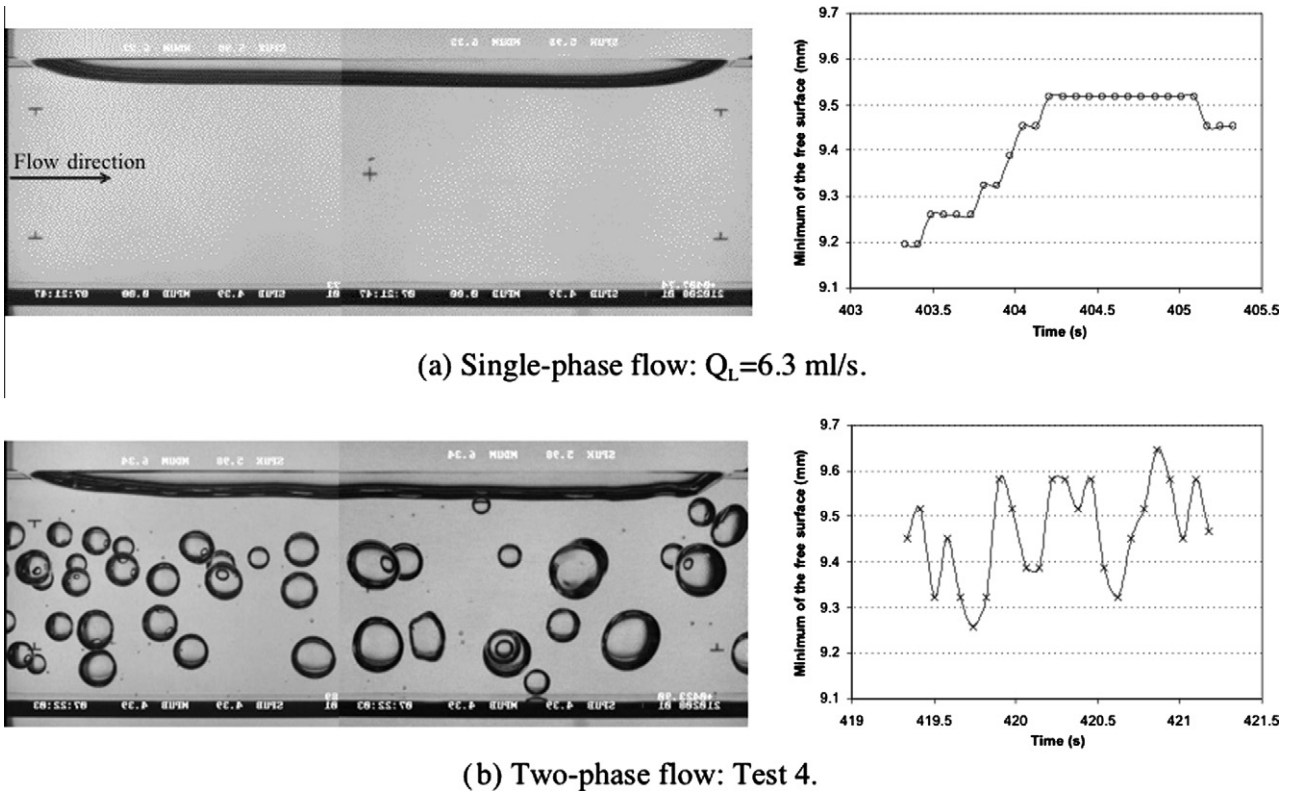 Flow direction
Minimum of the free surface (mm)
9.7
9.6
9.5
9.4
9.3
9.2
9.1
403 403.5 404 404.5 405 405.5
Time (s)
(a) Single-phase flow: Q_L=6.3 ml/s.
Minimum of the free surface (mm)
9.7
9.6
9.5
9.4
9.3
9.2
9.1
419 419.5 420 420.5 421 421.5
Time (s)
(b) Two-phase flow: Test 4.